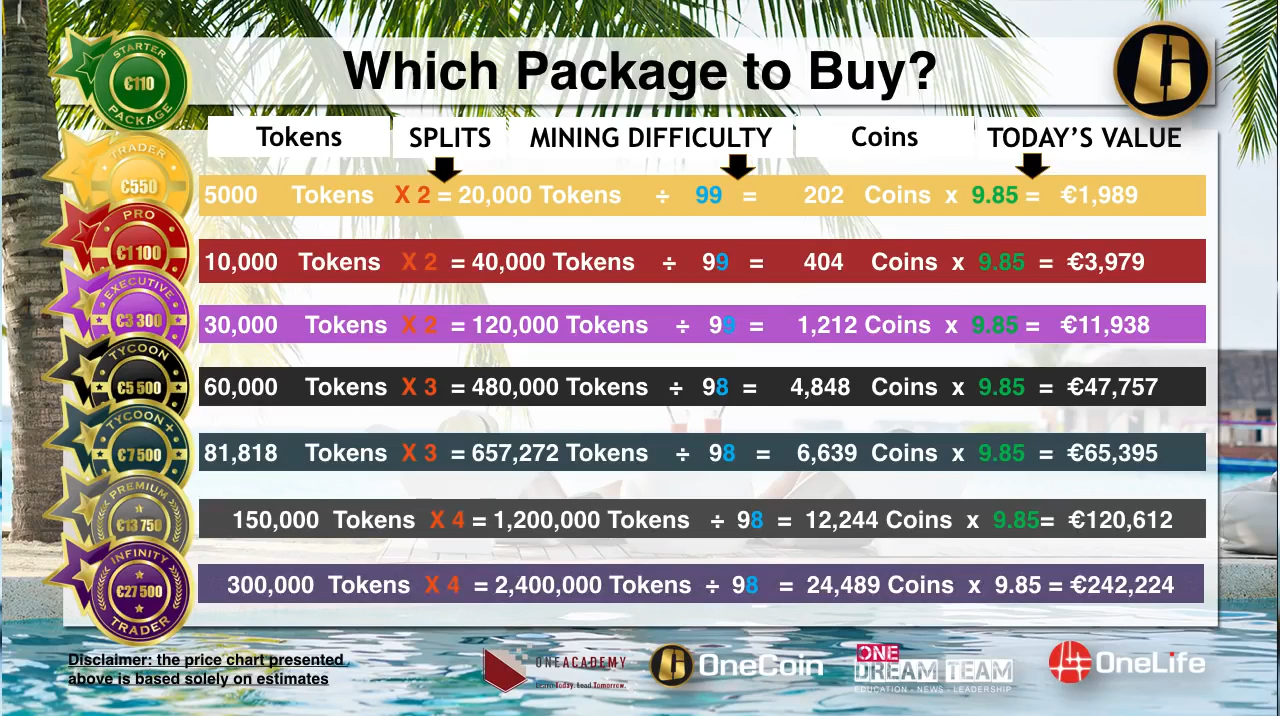 Which Package to Buy?
STARTER
€110
PACKAGE
Tokens SPLITS MINING DIFFICULTY Coins TODAY'S VALUE
TRADER
€550
5000 Tokens X 2 = 20,000 Tokens ÷ 99 = 202 Coins x 9.85 = €1,989
PRO
€1 100
10,000 Tokens X 2 = 40,000 Tokens ÷ 99 = 404 Coins x 9.85 = €3,979
EXECUTIVE
€3 300
30,000 Tokens X 2 = 120,000 Tokens ÷ 99 = 1,212 Coins x 9.85 = €11,938
TYCOON
€5 500
60,000 Tokens X 3 = 480,000 Tokens ÷ 98 = 4,848 Coins x 9.85 = €47,757
TYCOON+
€7 500
81,818 Tokens X 3 = 657,272 Tokens ÷ 98 = 6,639 Coins x 9.85 = €65,395
PREMIUM
€13 750
150,000 Tokens X 4 = 1,200,000 Tokens ÷ 98 = 12,244 Coins x 9.85= €120,612
INFINITY
€27 500
TRADER
300,000 Tokens X 4 = 2,400,000 Tokens ÷ 98 = 24,489 Coins x 9.85 = €242,224
Disclaimer: the price chart presented
above is based solely on estimates
ONEACADEMY
Learn Today. Lead Tomorrow.
OneCoin
ONE
DREAM TEAM
EDUCATION - NEWS - LEADERSHIP
OneLife